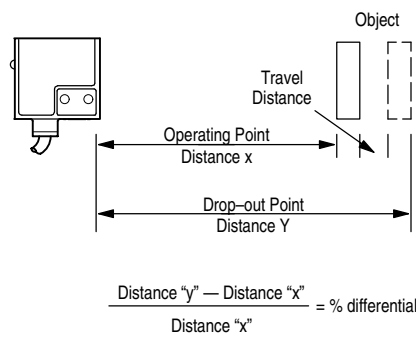 Object
Travel
Distance
Operating Point
Distance x
Drop–out Point
Distance Y
Distance “y” — Distance “x”
= % differential
Distance “x”